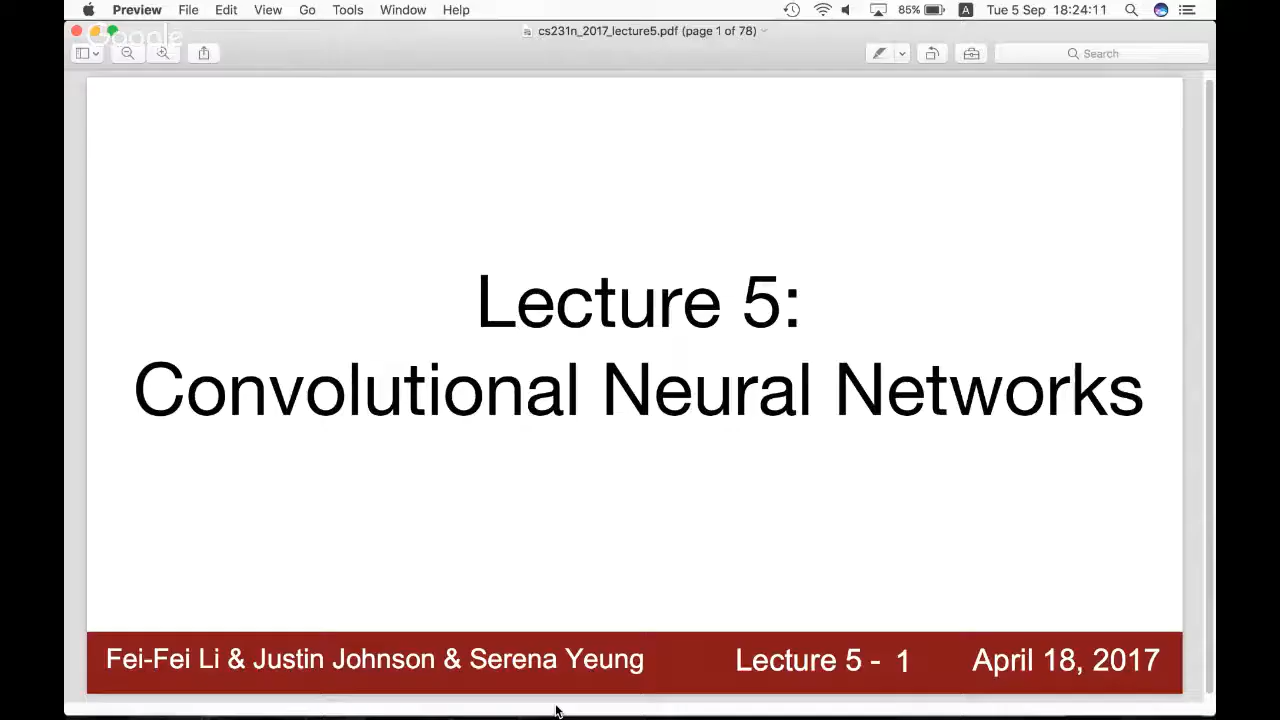 Preview File Edit View Go Tools Window Help 85% A Tue 5 Sep 18:24:11
Google
cs231n_2017_lecture5.pdf (page 1 of 78)
Search
Lecture 5:
Convolutional Neural Networks
Fei-Fei Li & Justin Johnson & Serena Yeung Lecture 5 - 1 April 18, 2017